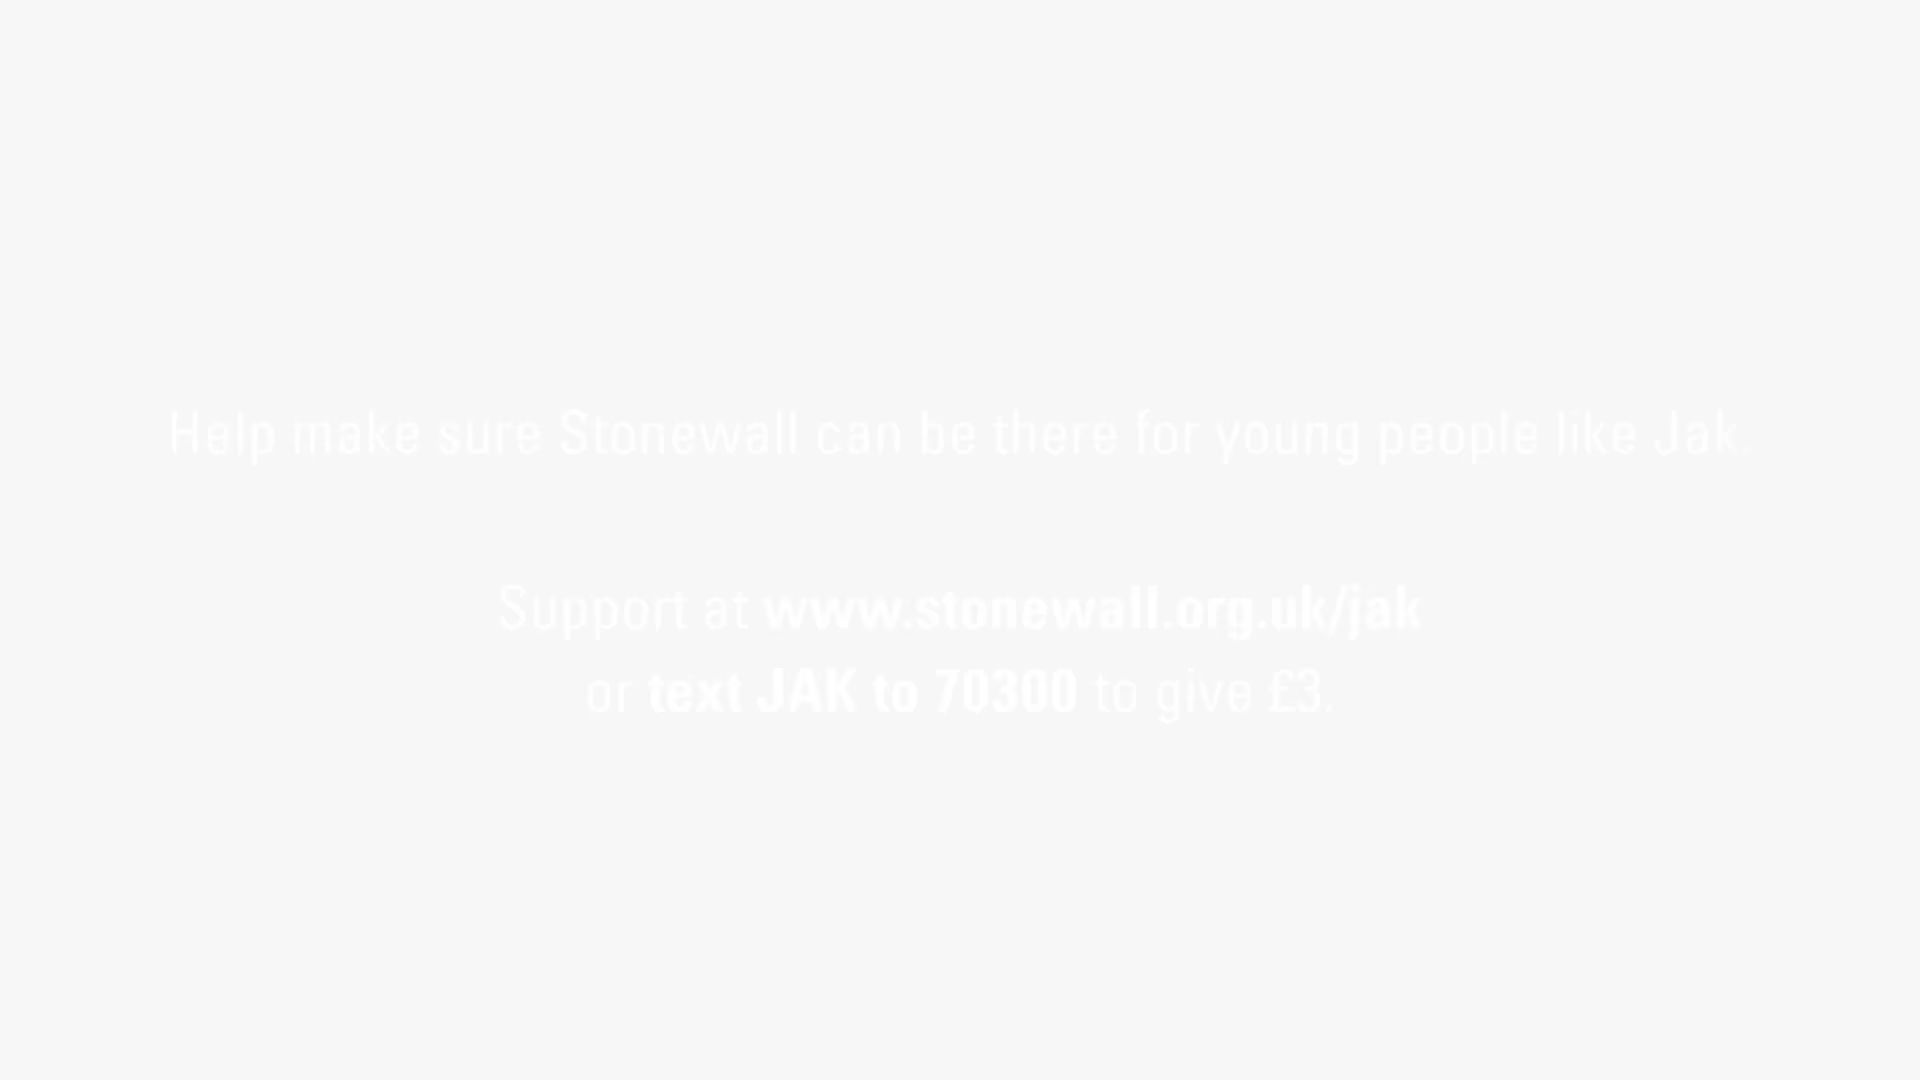 Help make sure Stonewall can be there for young people like Jak.
Support at www.stonewall.org.uk/jak
or text JAK to 70300 to give £3.